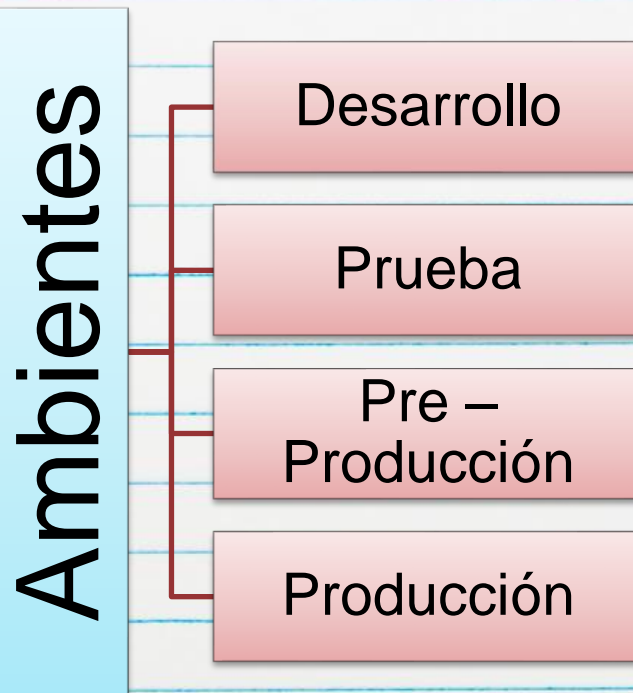 Ambientes
Desarrollo
Prueba
Pre –
Producción
Producción